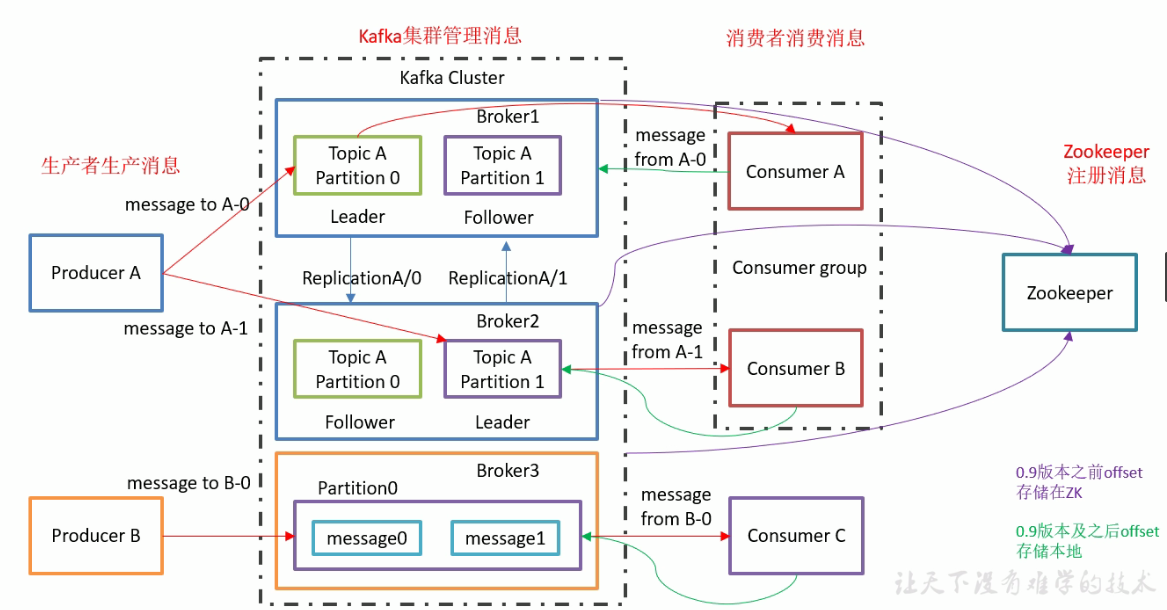 Kafka集群管理消息
消费者消费消息
Kafka Cluster
Broker1
Topic A
Partition 0
Topic A
Partition 1
Leader
Follower
message
from A-0
Consumer A
Zookeeper
注册消息
生产者生产消息
message to A-0
Producer A
message to A-1
ReplicationA/0
ReplicationA/1
Consumer group
Zookeeper
Broker2
Topic A
Partition 0
Topic A
Partition 1
Follower
Leader
message
from A-1
Consumer B
message to B-0
Producer B
Broker3
Partition0
message0
message1
message
from B-0
Consumer C
0.9版本之前offset
存储在ZK
0.9版本及之后offset
存储本地
让天下没有难学的技术